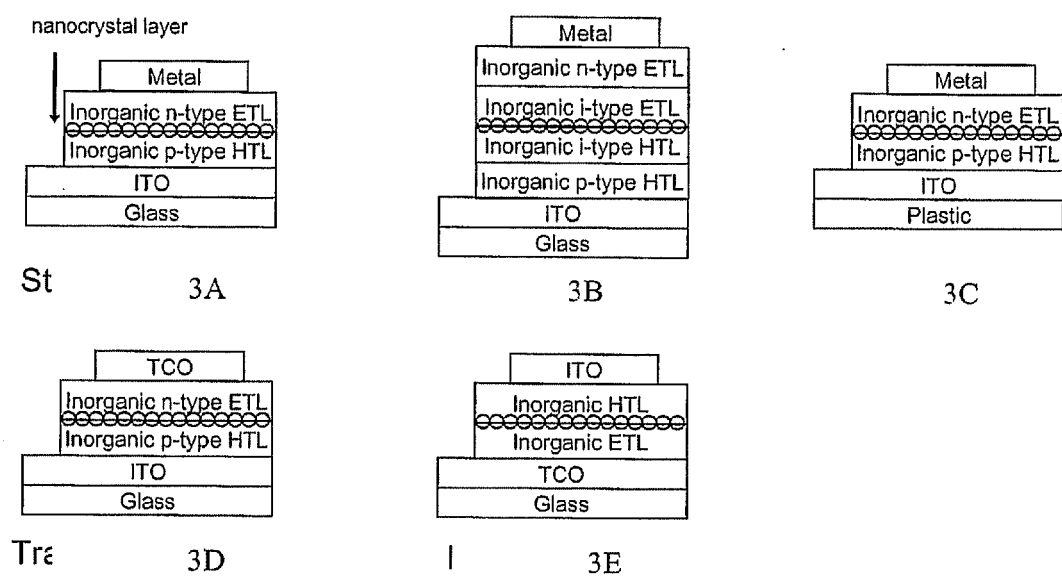 nanocrystal layer
Metal
Inorganic n-type ETL
Inorganic p-type HTL
ITO
Glass
3A
Metal
Inorganic n-type ETL
Inorganic i-type ETL
Inorganic i-type HTL
Inorganic p-type HTL
ITO
Glass
3B
Metal
Inorganic n-type ETL
Inorganic p-type HTL
ITO
Plastic
3C
St
TCO
Inorganic n-type ETL
Inorganic p-type HTL
ITO
Glass
3D
ITO
Inorganic HTL
Inorganic ETL
TCO
Glass
3E